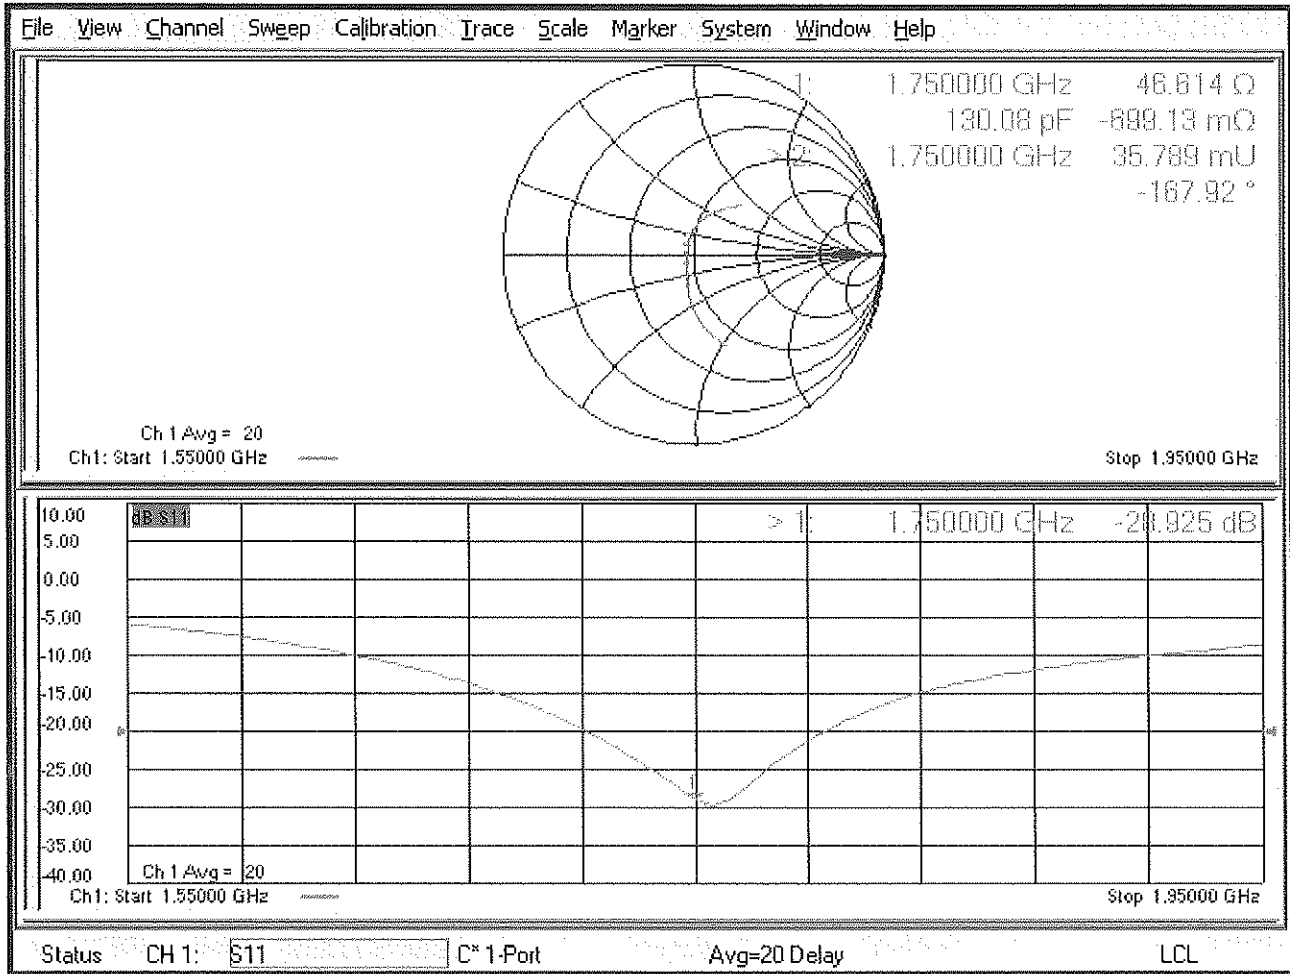 File View Channel Sweep Calibration Trace Scale Marker System Window Help
1: 1.750000 GHz 46.614 Ω
130.08 pF -699.13 mΩ
> 2: 1.750000 GHz 35.789 mU
-167.92 °
Ch 1 Avg = 20
Ch1: Start 1.55000 GHz Stop 1.95000 GHz
10.00 dB S11 > 1: 1.750000 GHz -28.925 dB
5.00
0.00
-5.00
-10.00
-15.00
-20.00
-25.00
1
-30.00
-35.00
-40.00 Ch 1 Avg = 20
Ch1: Start 1.55000 GHz Stop 1.95000 GHz
Status CH 1: S11 C* 1-Port Avg=20 Delay LCL